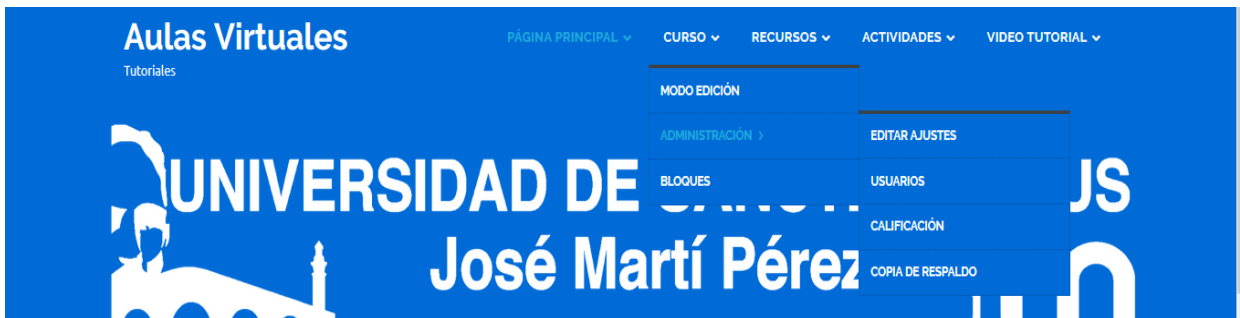 Aulas Virtuales
Tutoriales
PÁGINA PRINCIPAL CURSO RECURSOS ACTIVIDADES VIDEO TUTORIAL
MODO EDICIÓN
ADMINISTRACIÓN >
BLOQUES
EDITAR AJUSTES
USUARIOS
CALIFICACIÓN
COPIA DE RESPALDO
UNIVERSIDAD DE
José Martí Pérez